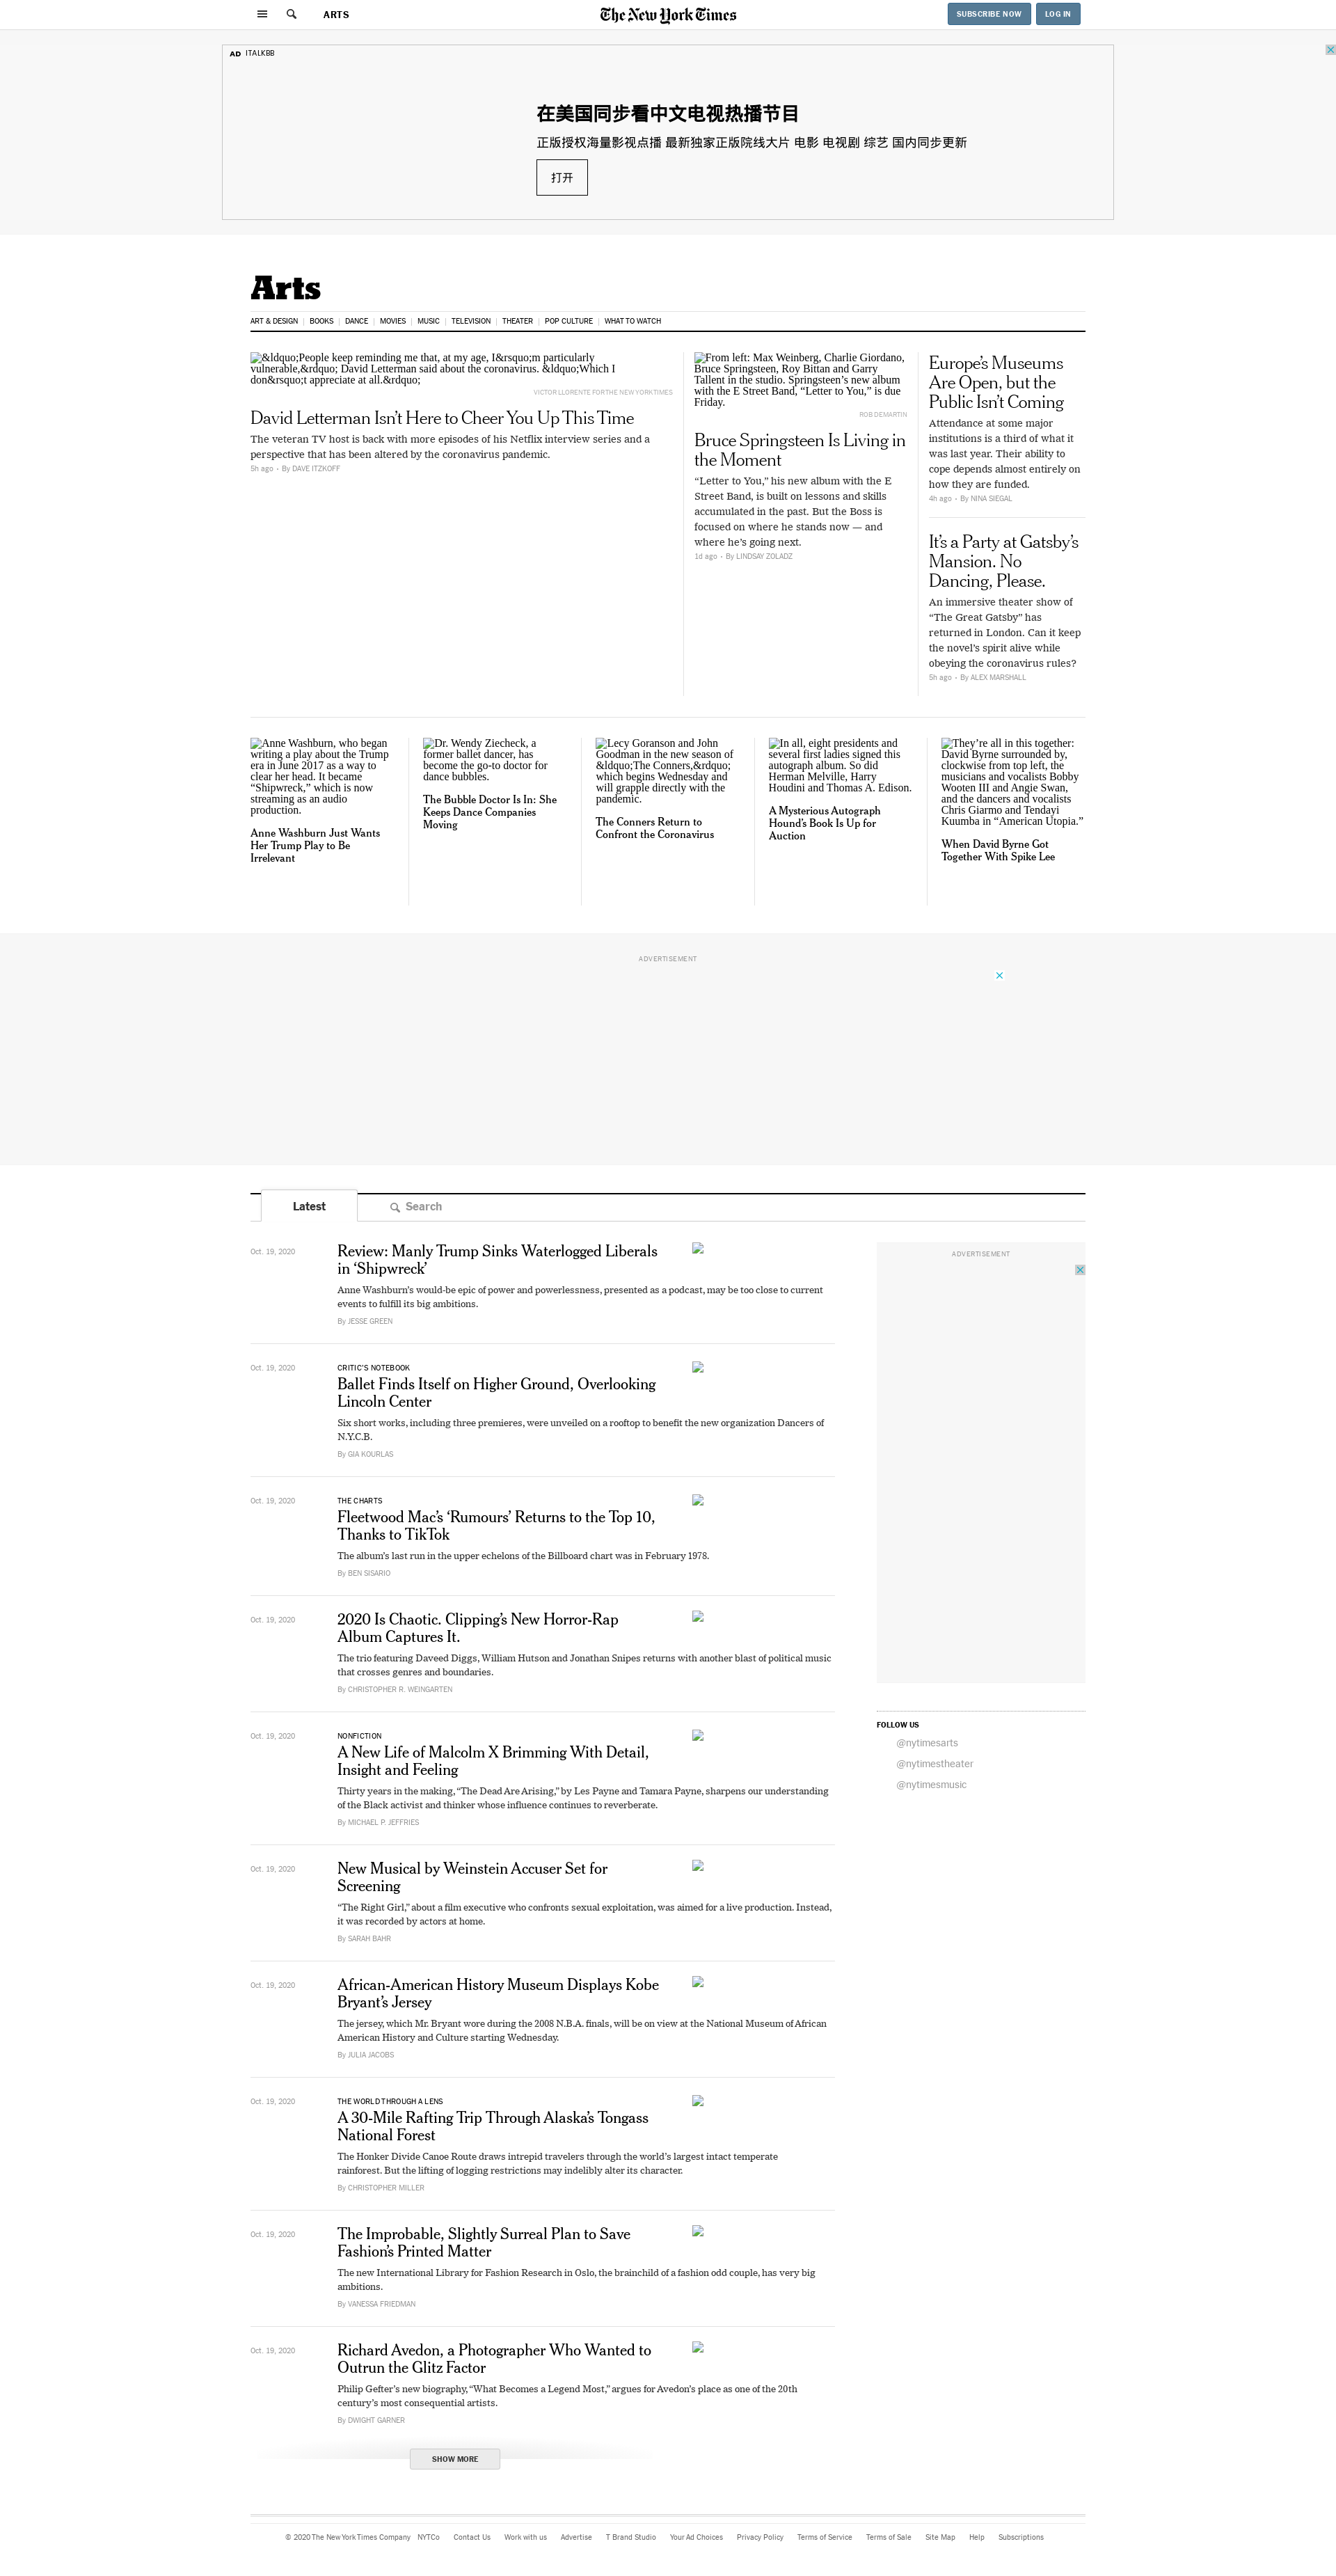 ARTS
The New York Times
SUBSCRIBE NOW
LOG IN
AD ITALKBB
在美国同步看中文电视热播节目
正版授权海量影视点播 最新独家正版院线大片 电影 电视剧 综艺 国内同步更新
打开
Arts
ART & DESIGN | BOOKS | DANCE | MOVIES | MUSIC | TELEVISION | THEATER | POP CULTURE | WHAT TO WATCH
&ldquo;People keep reminding me that, at my age, I&rsquo;m particularly
vulnerable,&rdquo; David Letterman said about the coronavirus. &ldquo;Which I
don&rsquo;t appreciate at all.&rdquo;
VICTOR LLORENTE FOR THE NEW YORK TIMES
David Letterman Isn’t Here to Cheer You Up This Time
The veteran TV host is back with more episodes of his Netflix interview series and a
perspective that has been altered by the coronavirus pandemic.
5h ago • By DAVE ITZKOFF
From left: Max Weinberg, Charlie Giordano,
Bruce Springsteen, Roy Bittan and Garry
Tallent in the studio. Springsteen’s new album
with the E Street Band, “Letter to You,” is due
Friday.
ROB DEMARTIN
Bruce Springsteen Is Living in
the Moment
“Letter to You,” his new album with the E
Street Band, is built on lessons and skills
accumulated in the past. But the Boss is
focused on where he stands now — and
where he’s going next.
1d ago • By LINDSAY ZOLADZ
Europe’s Museums
Are Open, but the
Public Isn’t Coming
Attendance at some major
institutions is a third of what it
was last year. Their ability to
cope depends almost entirely on
how they are funded.
4h ago • By NINA SIEGAL
It’s a Party at Gatsby’s
Mansion. No
Dancing, Please.
An immersive theater show of
“The Great Gatsby” has
returned in London. Can it keep
the novel’s spirit alive while
obeying the coronavirus rules?
5h ago • By ALEX MARSHALL
Anne Washburn, who began
writing a play about the Trump
era in June 2017 as a way to
clear her head. It became
“Shipwreck,” which is now
streaming as an audio
production.
Anne Washburn Just Wants
Her Trump Play to Be
Irrelevant
Dr. Wendy Ziecheck, a
former ballet dancer, has
become the go-to doctor for
dance bubbles.
The Bubble Doctor Is In: She
Keeps Dance Companies
Moving
Lecy Goranson and John
Goodman in the new season of
&ldquo;The Conners,&rdquo;
which begins Wednesday and
will grapple directly with the
pandemic.
The Conners Return to
Confront the Coronavirus
In all, eight presidents and
several first ladies signed this
autograph album. So did
Herman Melville, Harry
Houdini and Thomas A. Edison.
A Mysterious Autograph
Hound’s Book Is Up for
Auction
They’re all in this together:
David Byrne surrounded by,
clockwise from top left, the
musicians and vocalists Bobby
Wooten III and Angie Swan,
and the dancers and vocalists
Chris Giarmo and Tendayi
Kuumba in “American Utopia.”
When David Byrne Got
Together With Spike Lee
ADVERTISEMENT
Latest
Search
Oct. 19, 2020
Review: Manly Trump Sinks Waterlogged Liberals
in ‘Shipwreck’
Anne Washburn’s would-be epic of power and powerlessness, presented as a podcast, may be too close to current
events to fulfill its big ambitions.
By JESSE GREEN
ADVERTISEMENT
Oct. 19, 2020
CRITIC’S NOTEBOOK
Ballet Finds Itself on Higher Ground, Overlooking
Lincoln Center
Six short works, including three premieres, were unveiled on a rooftop to benefit the new organization Dancers of
N.Y.C.B.
By GIA KOURLAS
Oct. 19, 2020
THE CHARTS
Fleetwood Mac’s ‘Rumours’ Returns to the Top 10,
Thanks to TikTok
The album’s last run in the upper echelons of the Billboard chart was in February 1978.
By BEN SISARIO
Oct. 19, 2020
2020 Is Chaotic. Clipping’s New Horror-Rap
Album Captures It.
The trio featuring Daveed Diggs, William Hutson and Jonathan Snipes returns with another blast of political music
that crosses genres and boundaries.
By CHRISTOPHER R. WEINGARTEN
FOLLOW US
@nytimesarts
@nytimestheater
@nytimesmusic
Oct. 19, 2020
NONFICTION
A New Life of Malcolm X Brimming With Detail,
Insight and Feeling
Thirty years in the making, “The Dead Are Arising,” by Les Payne and Tamara Payne, sharpens our understanding
of the Black activist and thinker whose influence continues to reverberate.
By MICHAEL P. JEFFRIES
Oct. 19, 2020
New Musical by Weinstein Accuser Set for
Screening
“The Right Girl,” about a film executive who confronts sexual exploitation, was aimed for a live production. Instead,
it was recorded by actors at home.
By SARAH BAHR
Oct. 19, 2020
African-American History Museum Displays Kobe
Bryant’s Jersey
The jersey, which Mr. Bryant wore during the 2008 N.B.A. finals, will be on view at the National Museum of African
American History and Culture starting Wednesday.
By JULIA JACOBS
Oct. 19, 2020
THE WORLD THROUGH A LENS
A 30-Mile Rafting Trip Through Alaska’s Tongass
National Forest
The Honker Divide Canoe Route draws intrepid travelers through the world’s largest intact temperate
rainforest. But the lifting of logging restrictions may indelibly alter its character.
By CHRISTOPHER MILLER
Oct. 19, 2020
The Improbable, Slightly Surreal Plan to Save
Fashion’s Printed Matter
The new International Library for Fashion Research in Oslo, the brainchild of a fashion odd couple, has very big
ambitions.
By VANESSA FRIEDMAN
Oct. 19, 2020
Richard Avedon, a Photographer Who Wanted to
Outrun the Glitz Factor
Philip Gefter’s new biography, “What Becomes a Legend Most,” argues for Avedon’s place as one of the 20th
century’s most consequential artists.
By DWIGHT GARNER
SHOW MORE
© 2020 The New York Times Company NYTCo Contact Us Work with us Advertise T Brand Studio Your Ad Choices Privacy Policy Terms of Service Terms of Sale Site Map Help Subscriptions